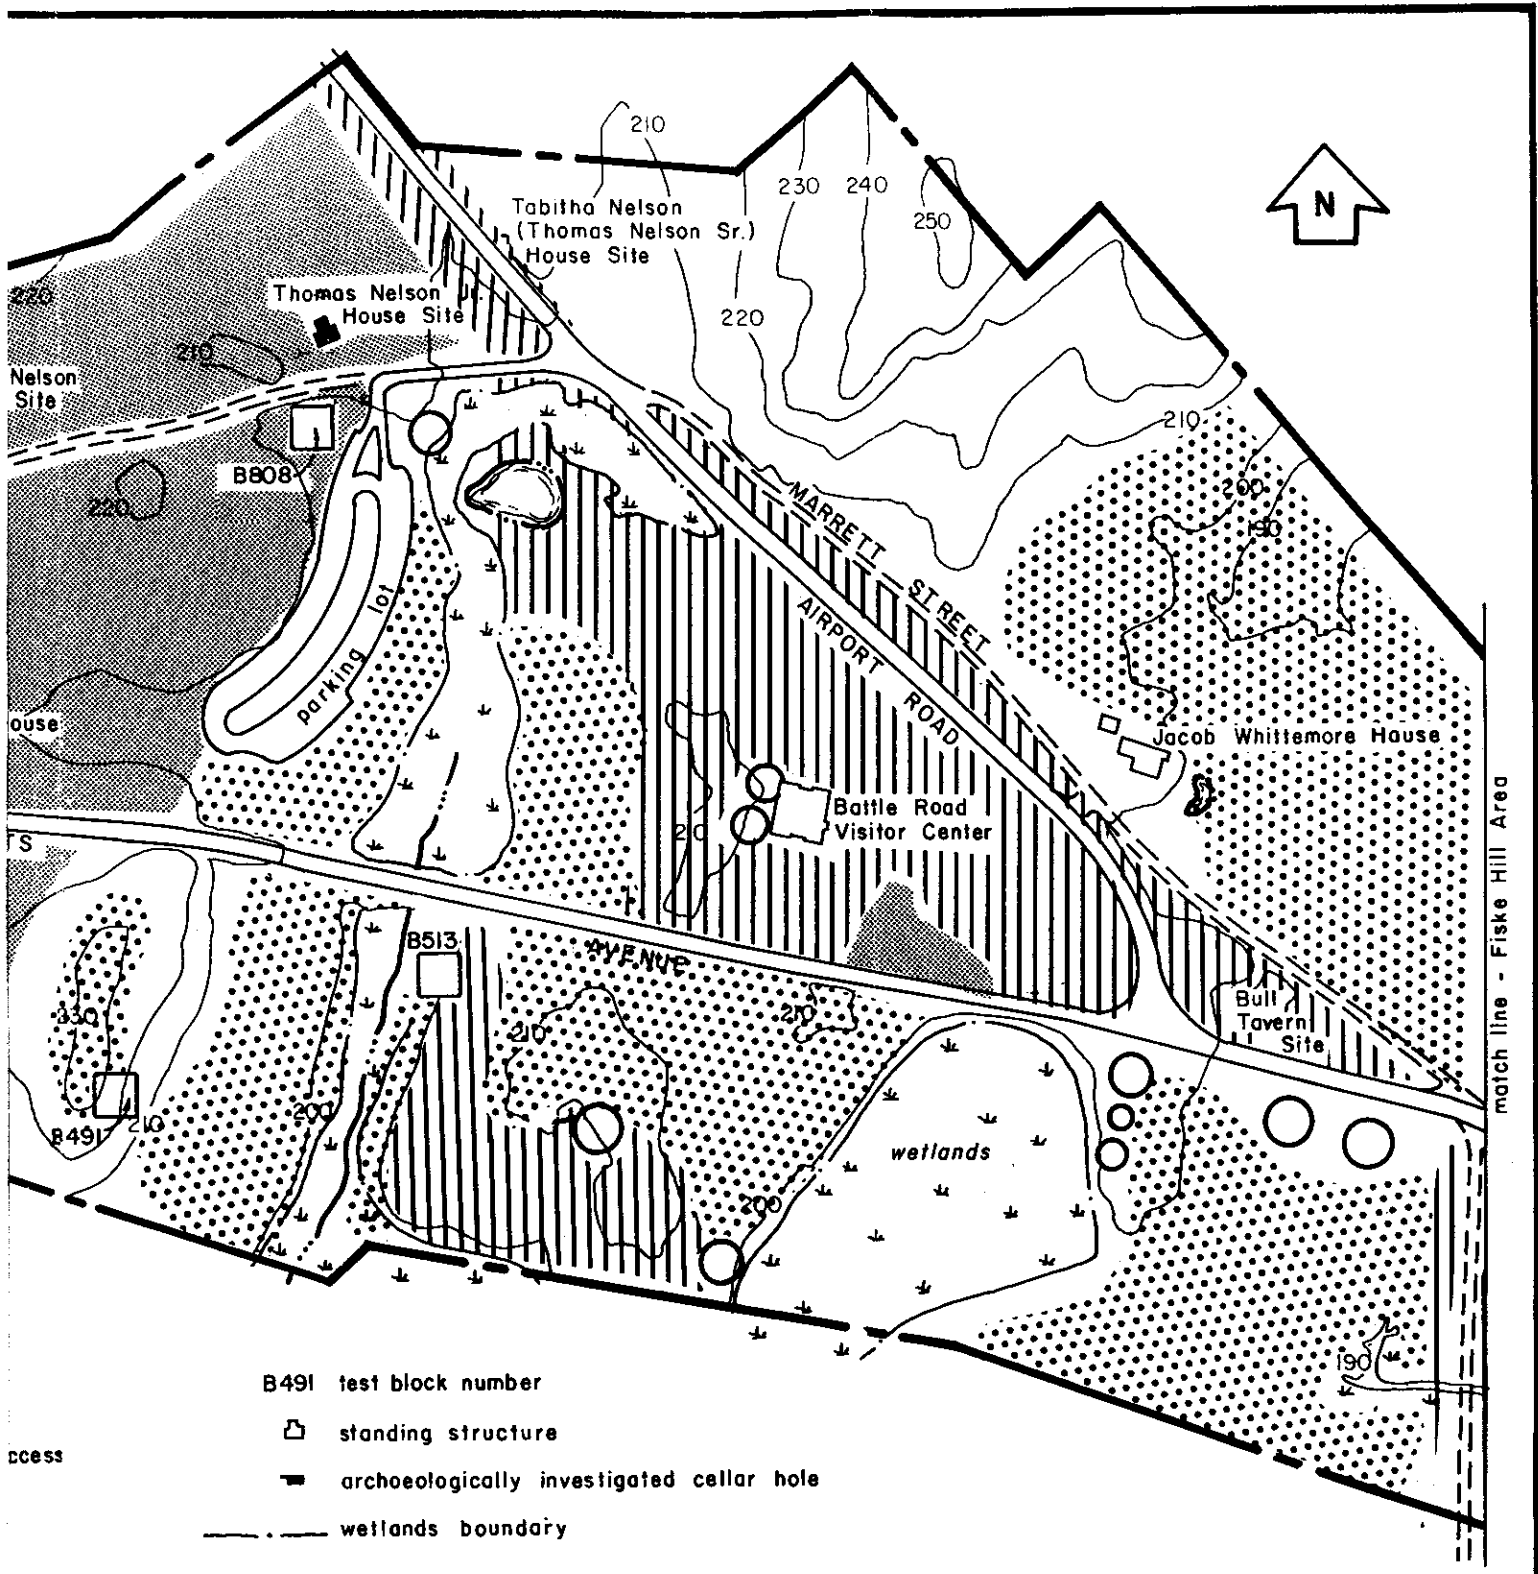 210
230
240
250
N
Tabitha Nelson
(Thomas Nelson Sr.)
House Site
220
Thomas Nelson Jr.
House Site
220
210
Nelson
Site
210
B808
220
200
190
MARRETT STREET
AIRPORT ROAD
parking lot
ouse
Jacob Whittemore House
Battle Road
Visitor Center
210
TS
AVENUE
B513
330
210
210
Bull
Tavern
Site
match line - Fiske Hill Area
200
B491
210
wetlands
200
190
B491 test block number
standing structure
ccess
archoeologically investigated cellar hole
wetlands boundary